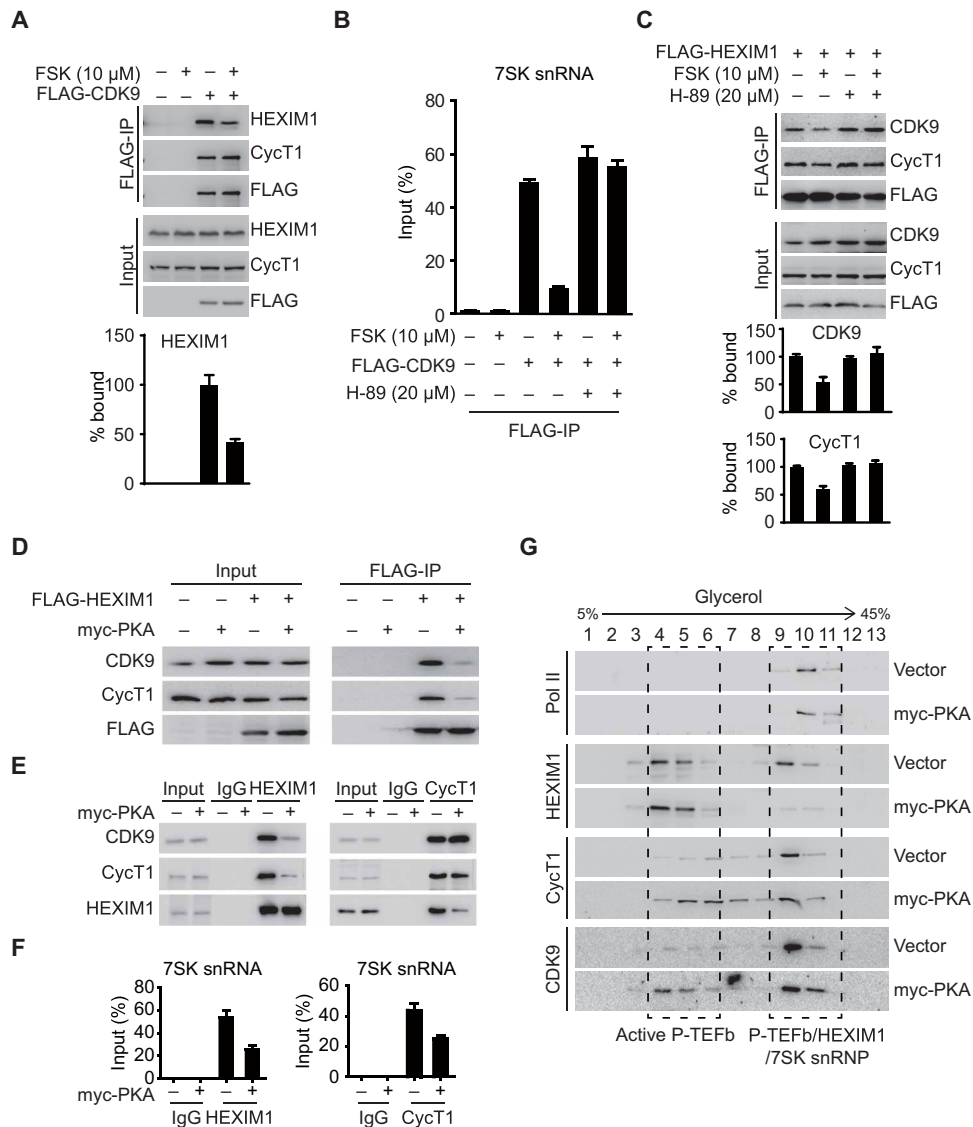 A
FSK (10 µM) – + – +
FLAG-CDK9 – – + +
FLAG-IP
HEXIM1
CycT1
FLAG
Input
HEXIM1
CycT1
FLAG
HEXIM1
% bound
150
100
50
0
B
7SK snRNA
Input (%)
80
60
40
20
0
FSK (10 µM) – + – + – +
FLAG-CDK9 – – + + + +
H-89 (20 µM) – – – – + +
FLAG-IP
C
FLAG-HEXIM1 + + + +
FSK (10 µM) – + – +
H-89 (20 µM) – – + +
FLAG-IP
CDK9
CycT1
FLAG
Input
CDK9
CycT1
FLAG
CDK9
% bound
150
100
50
0
CycT1
% bound
150
100
50
0
D
Input FLAG-IP
FLAG-HEXIM1 – – + + – – + +
myc-PKA – + – + – + – +
CDK9
CycT1
FLAG
E
Input IgG HEXIM1 Input IgG CycT1
myc-PKA – + – + – + – + – + – +
CDK9
CycT1
HEXIM1
F
7SK snRNA
Input (%)
80
60
40
20
0
myc-PKA – + – +
IgG HEXIM1
7SK snRNA
Input (%)
60
40
20
0
– + – +
IgG CycT1
G
Glycerol
5% 45%
1 2 3 4 5 6 7 8 9 10 11 12 13
Pol II
Vector
myc-PKA
HEXIM1
Vector
myc-PKA
CycT1
Vector
myc-PKA
CDK9
Vector
myc-PKA
Active P-TEFb P-TEFb/HEXIM1
/7SK snRNP